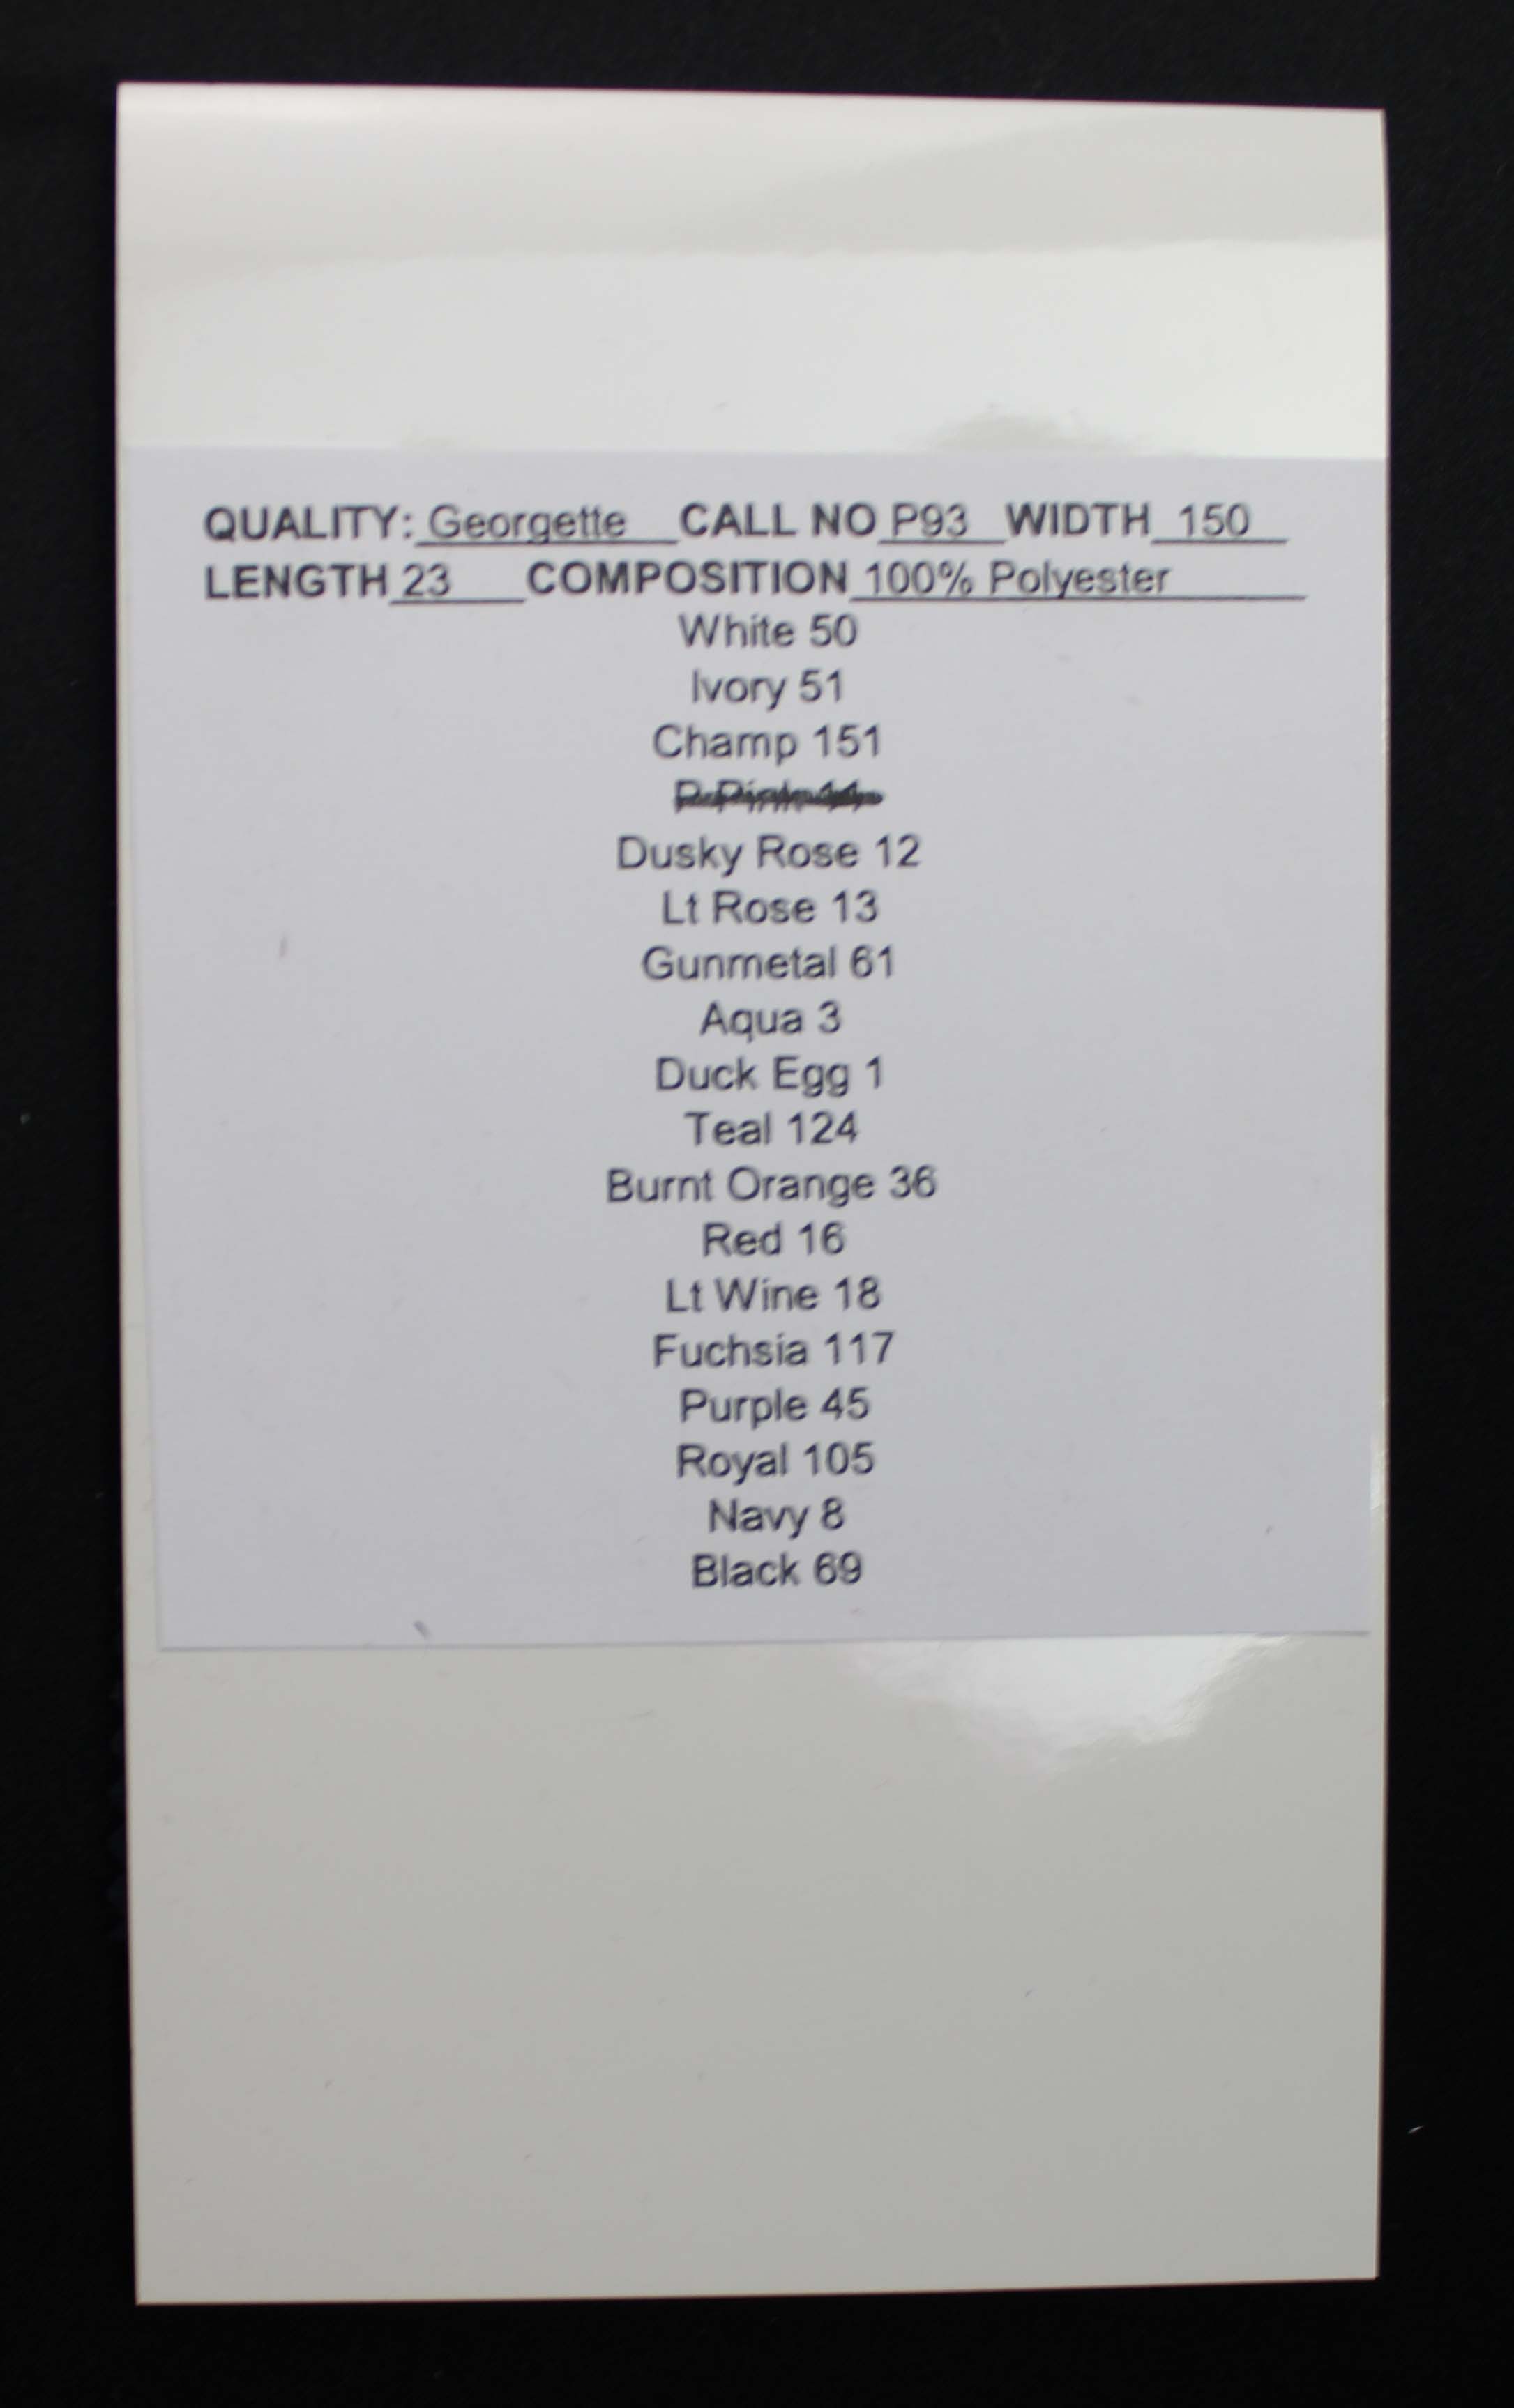 QUALITY: Georgette CALL NO P93 WIDTH 150
LENGTH 23 COMPOSITION 100% Polyester
White 50
Ivory 51
Champ 151
Dusky Rose 12
Lt Rose 13
Gunmetal 61
Aqua 3
Duck Egg 1
Teal 124
Burnt Orange 36
Red 16
Lt Wine 18
Fuchsia 117
Purple 45
Royal 105
Navy 8
Black 69